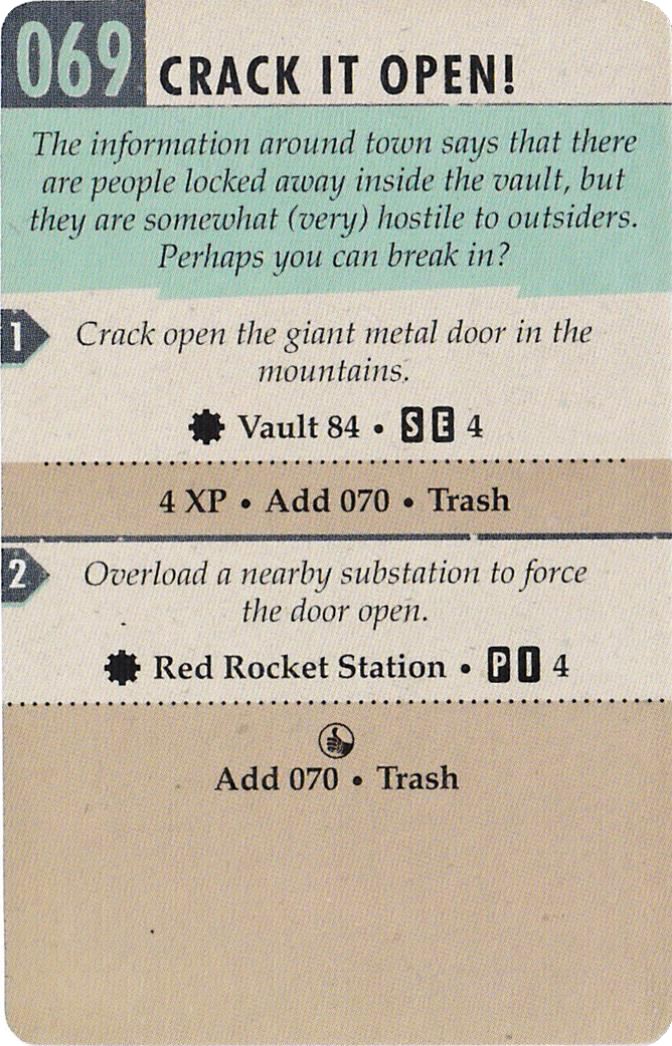 069 CRACK IT OPEN!
The information around town says that there
are people locked away inside the vault, but
they are somewhat (very) hostile to outsiders.
Perhaps you can break in?
1 Crack open the giant metal door in the
mountains.
Vault 84 • S E 4
4 XP • Add 070 • Trash
2 Overload a nearby substation to force
the door open.
Red Rocket Station • P I 4
Add 070 • Trash